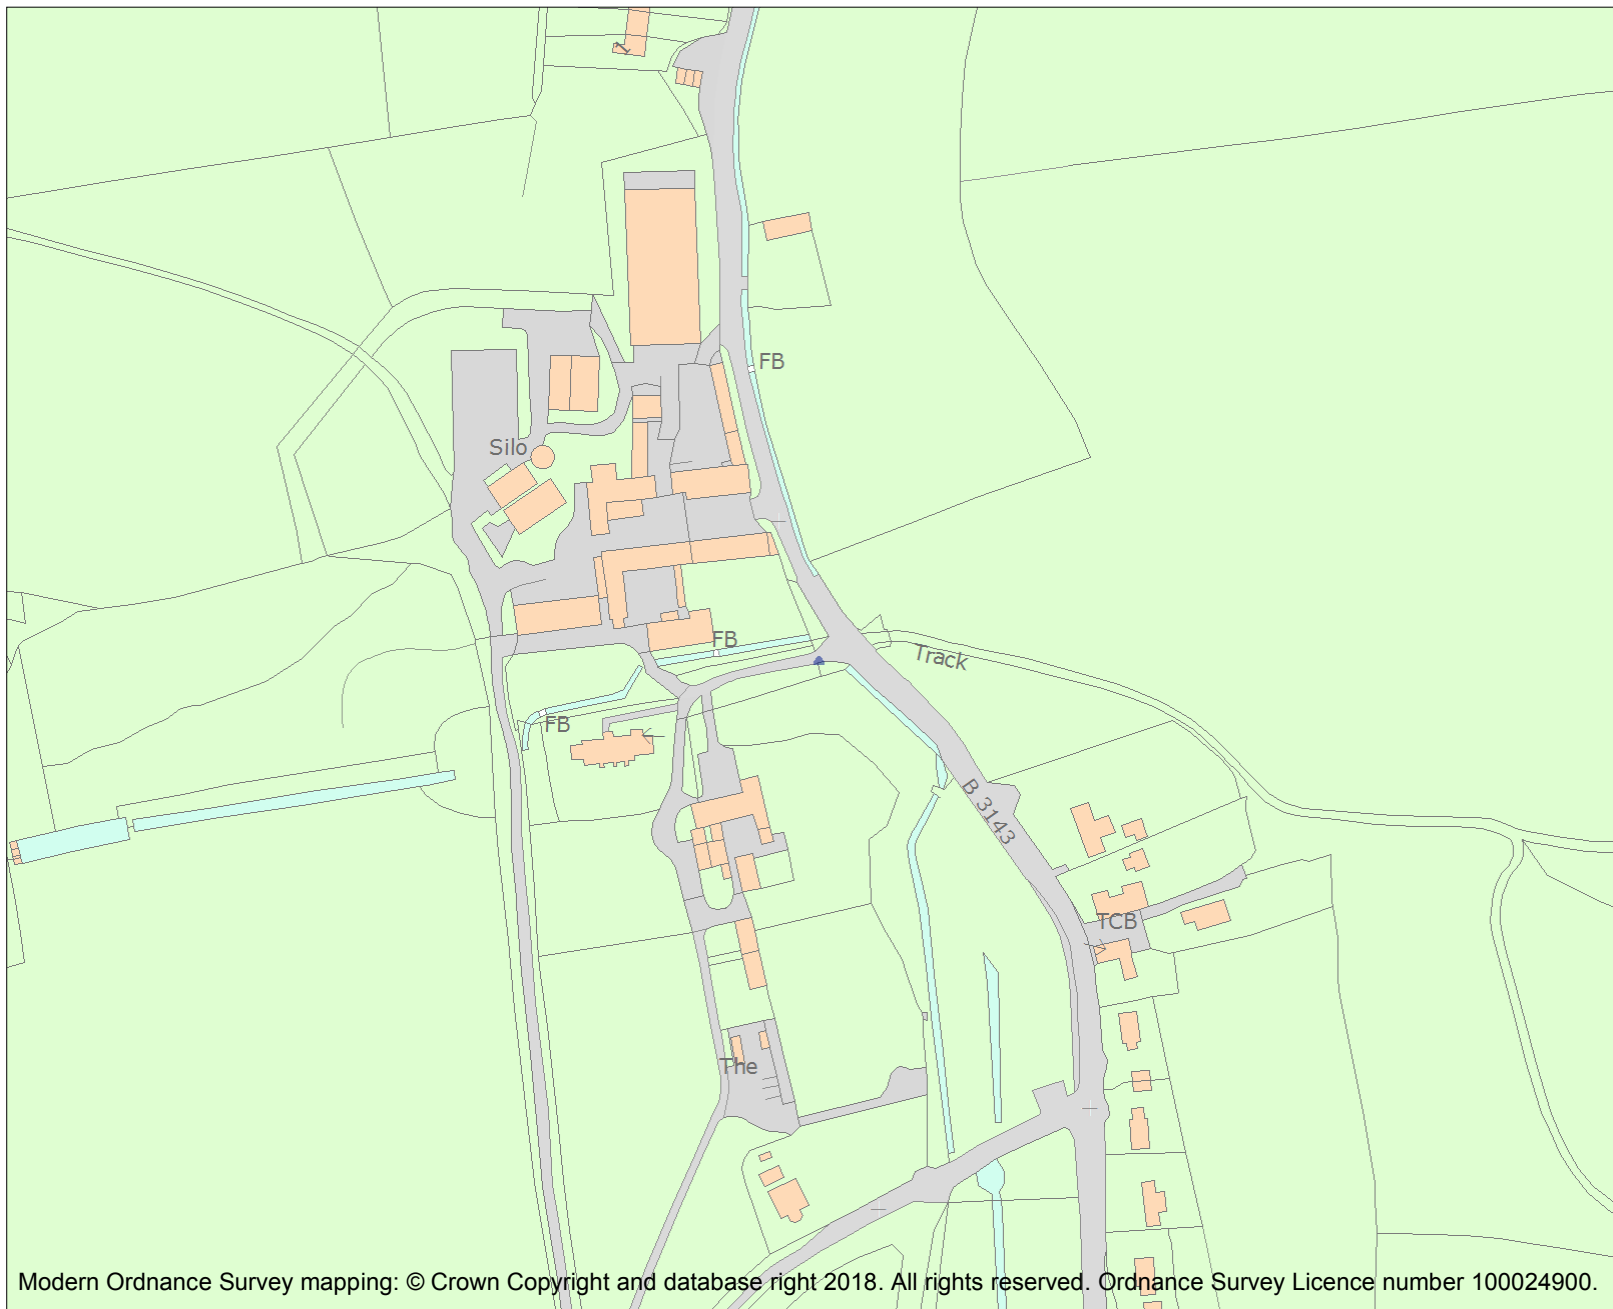 1
FB
Silo
FB
Track
FB
B 3143
TCB
The
Modern Ordnance Survey mapping: © Crown Copyright and database right 2018. All rights reserved. Ordnance Survey Licence number 100024900.